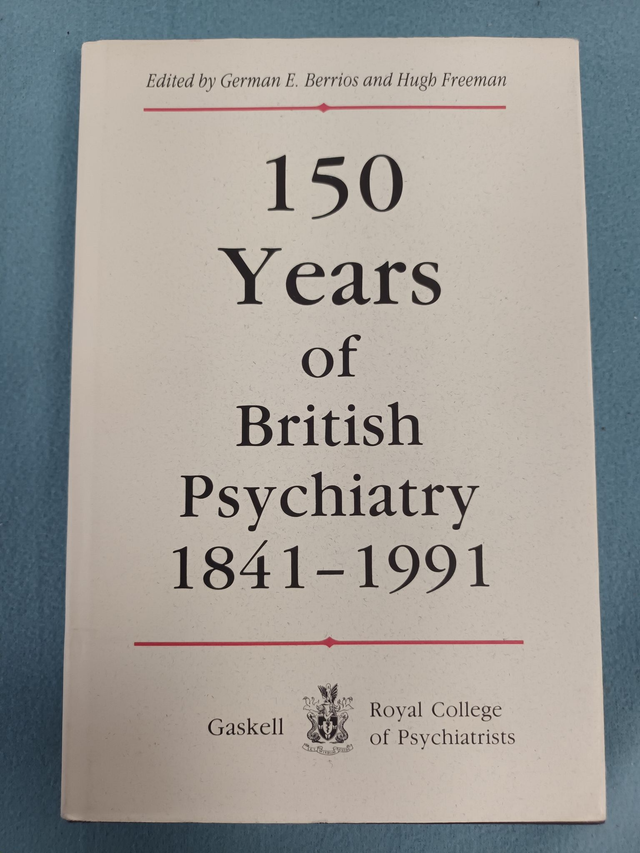 Edited by German E. Berrios and Hugh Freeman
150
Years
of
British
Psychiatry
1841–1991
Gaskell
Royal College
of Psychiatrists